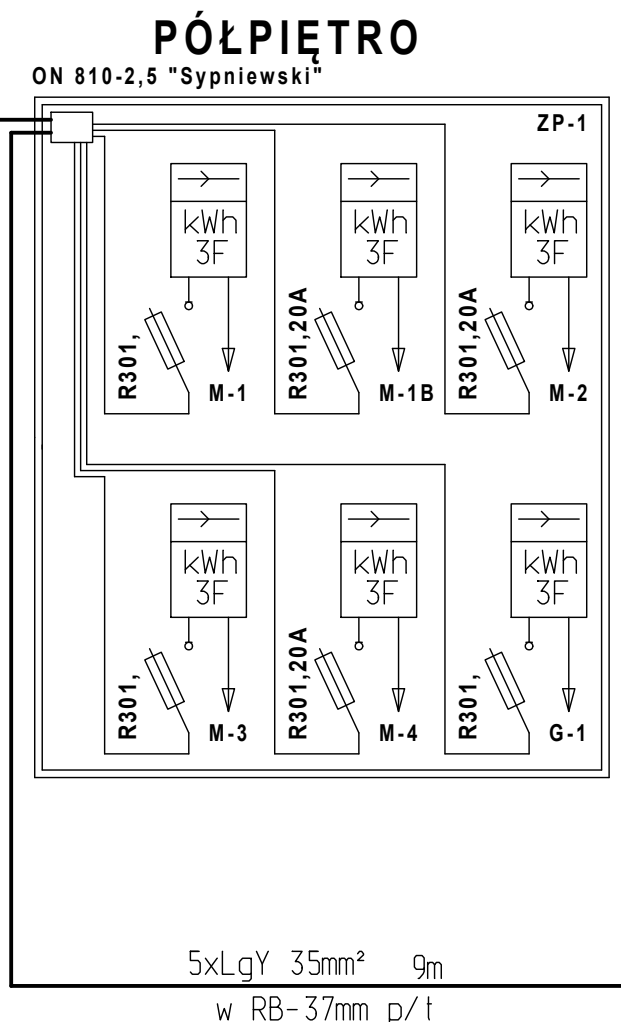 PÓŁPIĘTRO
ON 810-2,5 "Sypniewski"
ZP-1
kWh
3F
kWh
3F
kWh
3F
R301,
M-1
R301,20A
M-1B
R301,20A
M-2
kWh
3F
kWh
3F
kWh
3F
R301,
M-3
R301,20A
M-4
R301,
G-1
5xLgY 35mm² 9m
w RB-37mm p/t